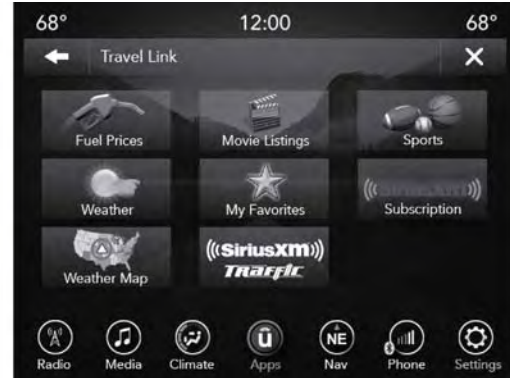 68° 12:00 68°
Travel Link
Fuel Prices
Movie Listings
Sports
Weather
My Favorites
((SiriusXM))
Subscription
Weather Map
((SiriusXM))
Traffic
û
NE
Radio Media Climate Apps Nav Phone Settings